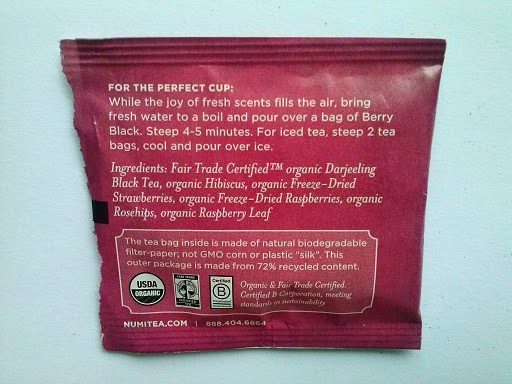 FOR THE PERFECT CUP:
While the joy of fresh scents fills the air, bring
fresh water to a boil and pour over a bag of Berry
Black. Steep 4-5 minutes. For iced tea, steep 2 tea
bags, cool and pour over ice.
Ingredients: Fair Trade Certified™ organic Darjeeling
Black Tea, organic Hibiscus, organic Freeze-Dried
Strawberries, organic Freeze-Dried Raspberries, organic
Rosehips, organic Raspberry Leaf
The tea bag inside is made of natural biodegradable
filter-paper; not GMO corn or plastic "silk". This
outer package is made from 72% recycled content.
USDA
ORGANIC
Certified
B
Corporation
Organic & Fair Trade Certified.
Certified B Corporation, meeting
standards in sustainability
NUMITEA.COM | 888.404.6664